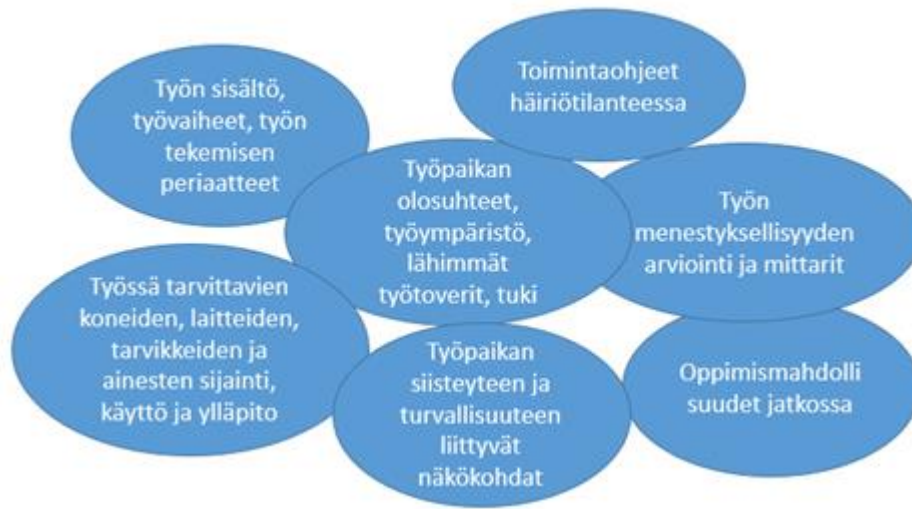 Työn sisältö,
työvaiheet, työn
tekemisen
periaatteet
Toimintaohjeet
häiriötilanteessa
Työpaikan
olosuhteet,
työympäristö,
lähimmät
työtoverit, tuki
Työn
menestyksellisyyden
arviointi ja mittarit
Työssä tarvittavien
koneiden, laitteiden,
tarvikkeiden ja
ainesten sijainti,
käyttö ja ylläpito
Työpaikan
siisteyteen ja
turvallisuuteen
liittyvät
näkökohdat
Oppimismahdolli
suudet jatkossa